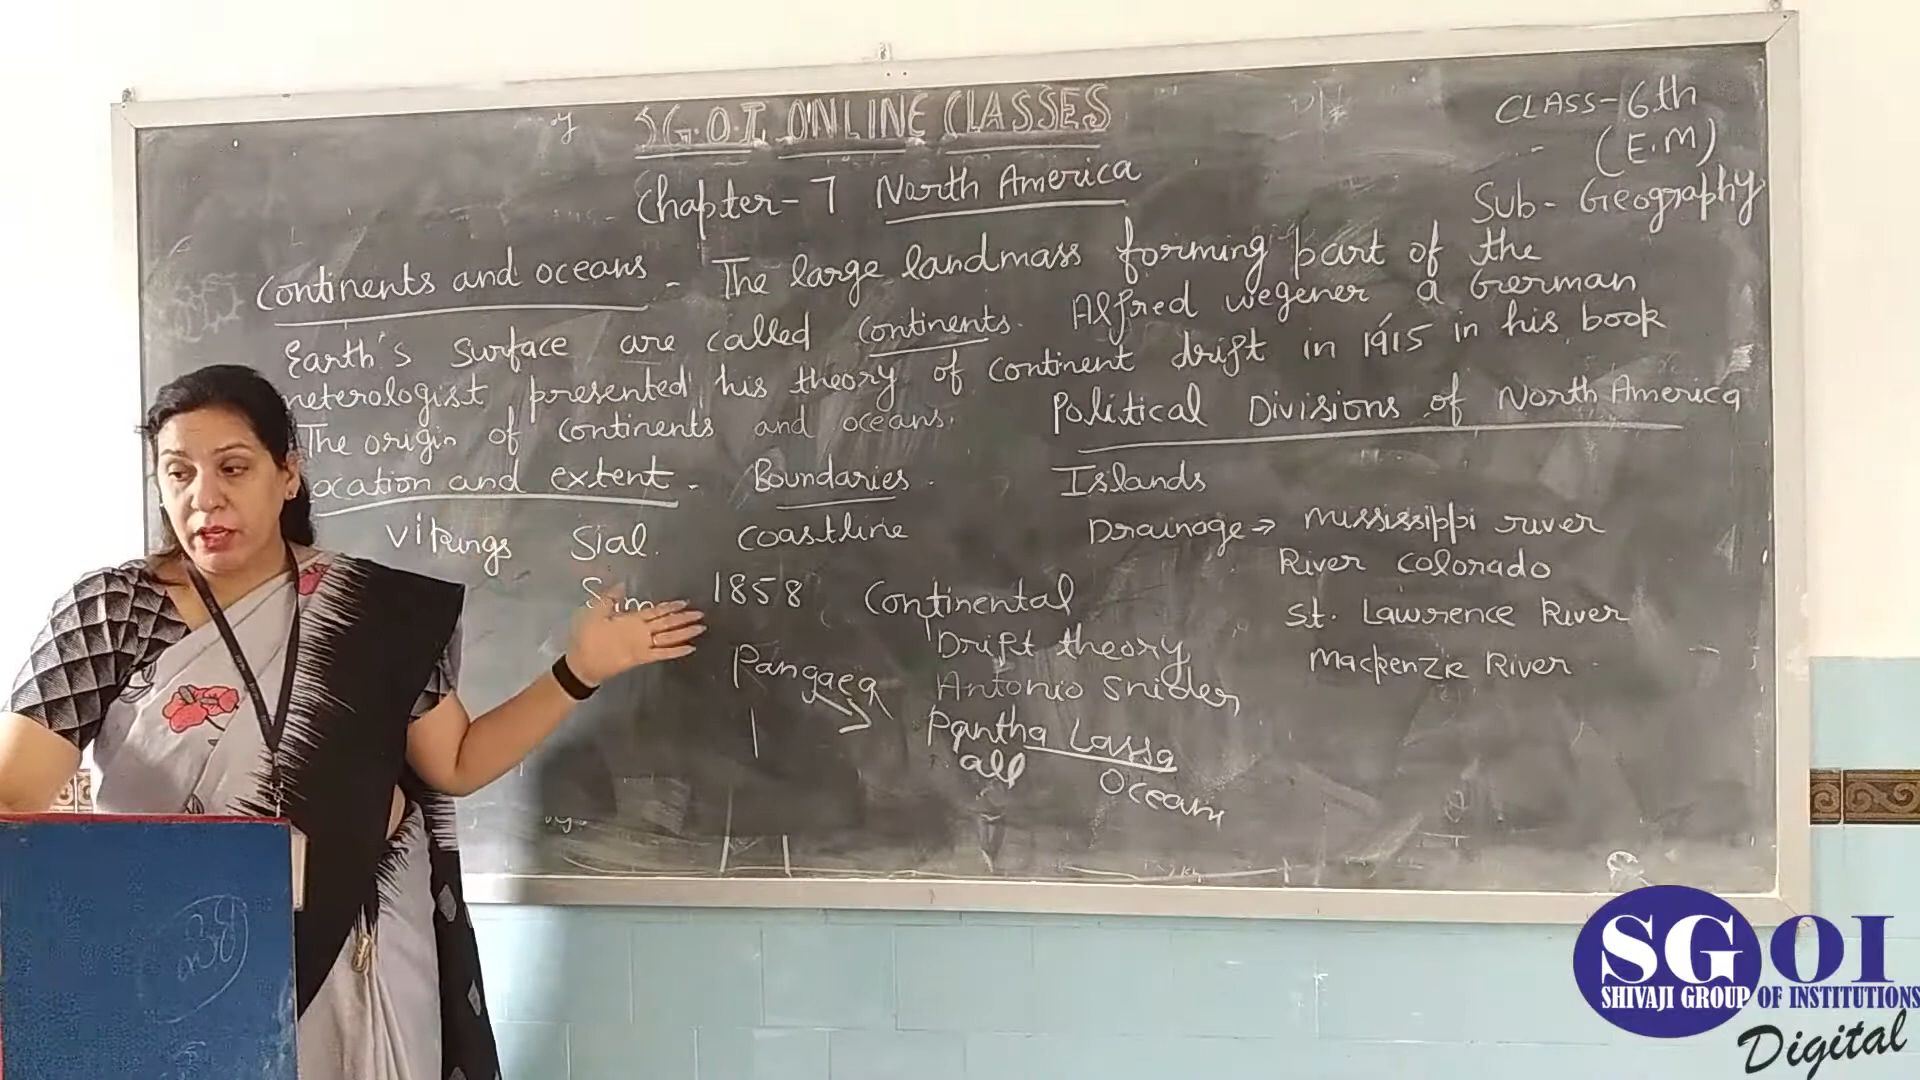 S.G.O.I. ONLINE CLASSES
CLASS- 6th
(E.M)
Sub- Geography
Chapter- 7 North America
Continents and oceans - The large landmass forming part of the
Earth's surface are called continents. Alfred wegener a German
meterologist presented his theory of continent drift in 1915 in his book
The origin of continents and oceans.
Political Divisions of North America
ocation and extent. Boundaries.
Islands
Vikings Sial. coastline
Drainage → Mississippi river
River colorado
St. Lawrence River
Mackenzie River
Sim 1858 Continental
Drift theory
Pangaea Antonio Snider
Pantha Lassa
all Ocean
SGOI
SHIVAJI GROUP OF INSTITUTIONS
Digital